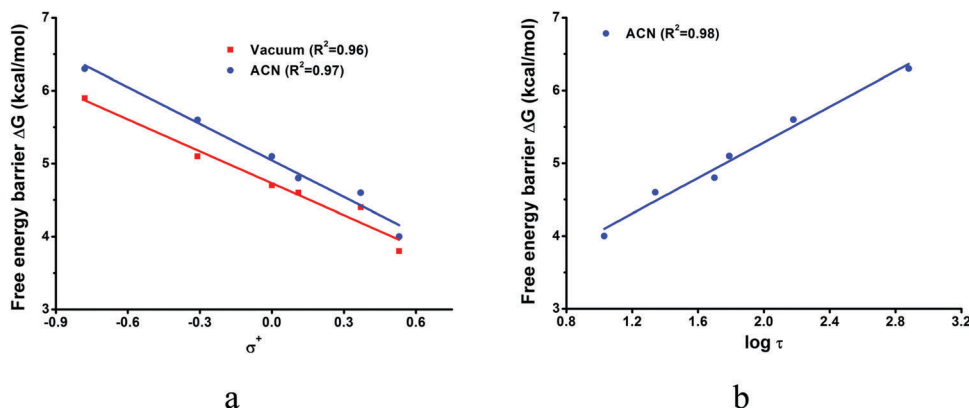 Free energy barrier ΔG (kcal/mol)
7
6
5
4
3
Vacuum (R²=0.96)
ACN (R²=0.97)
-0.9 -0.6 -0.3 0.0 0.3 0.6
σ⁺
a
Free energy barrier ΔG (kcal/mol)
7
6
5
4
3
ACN (R²=0.98)
0.8 1.2 1.6 2.0 2.4 2.8 3.2
log τ
b